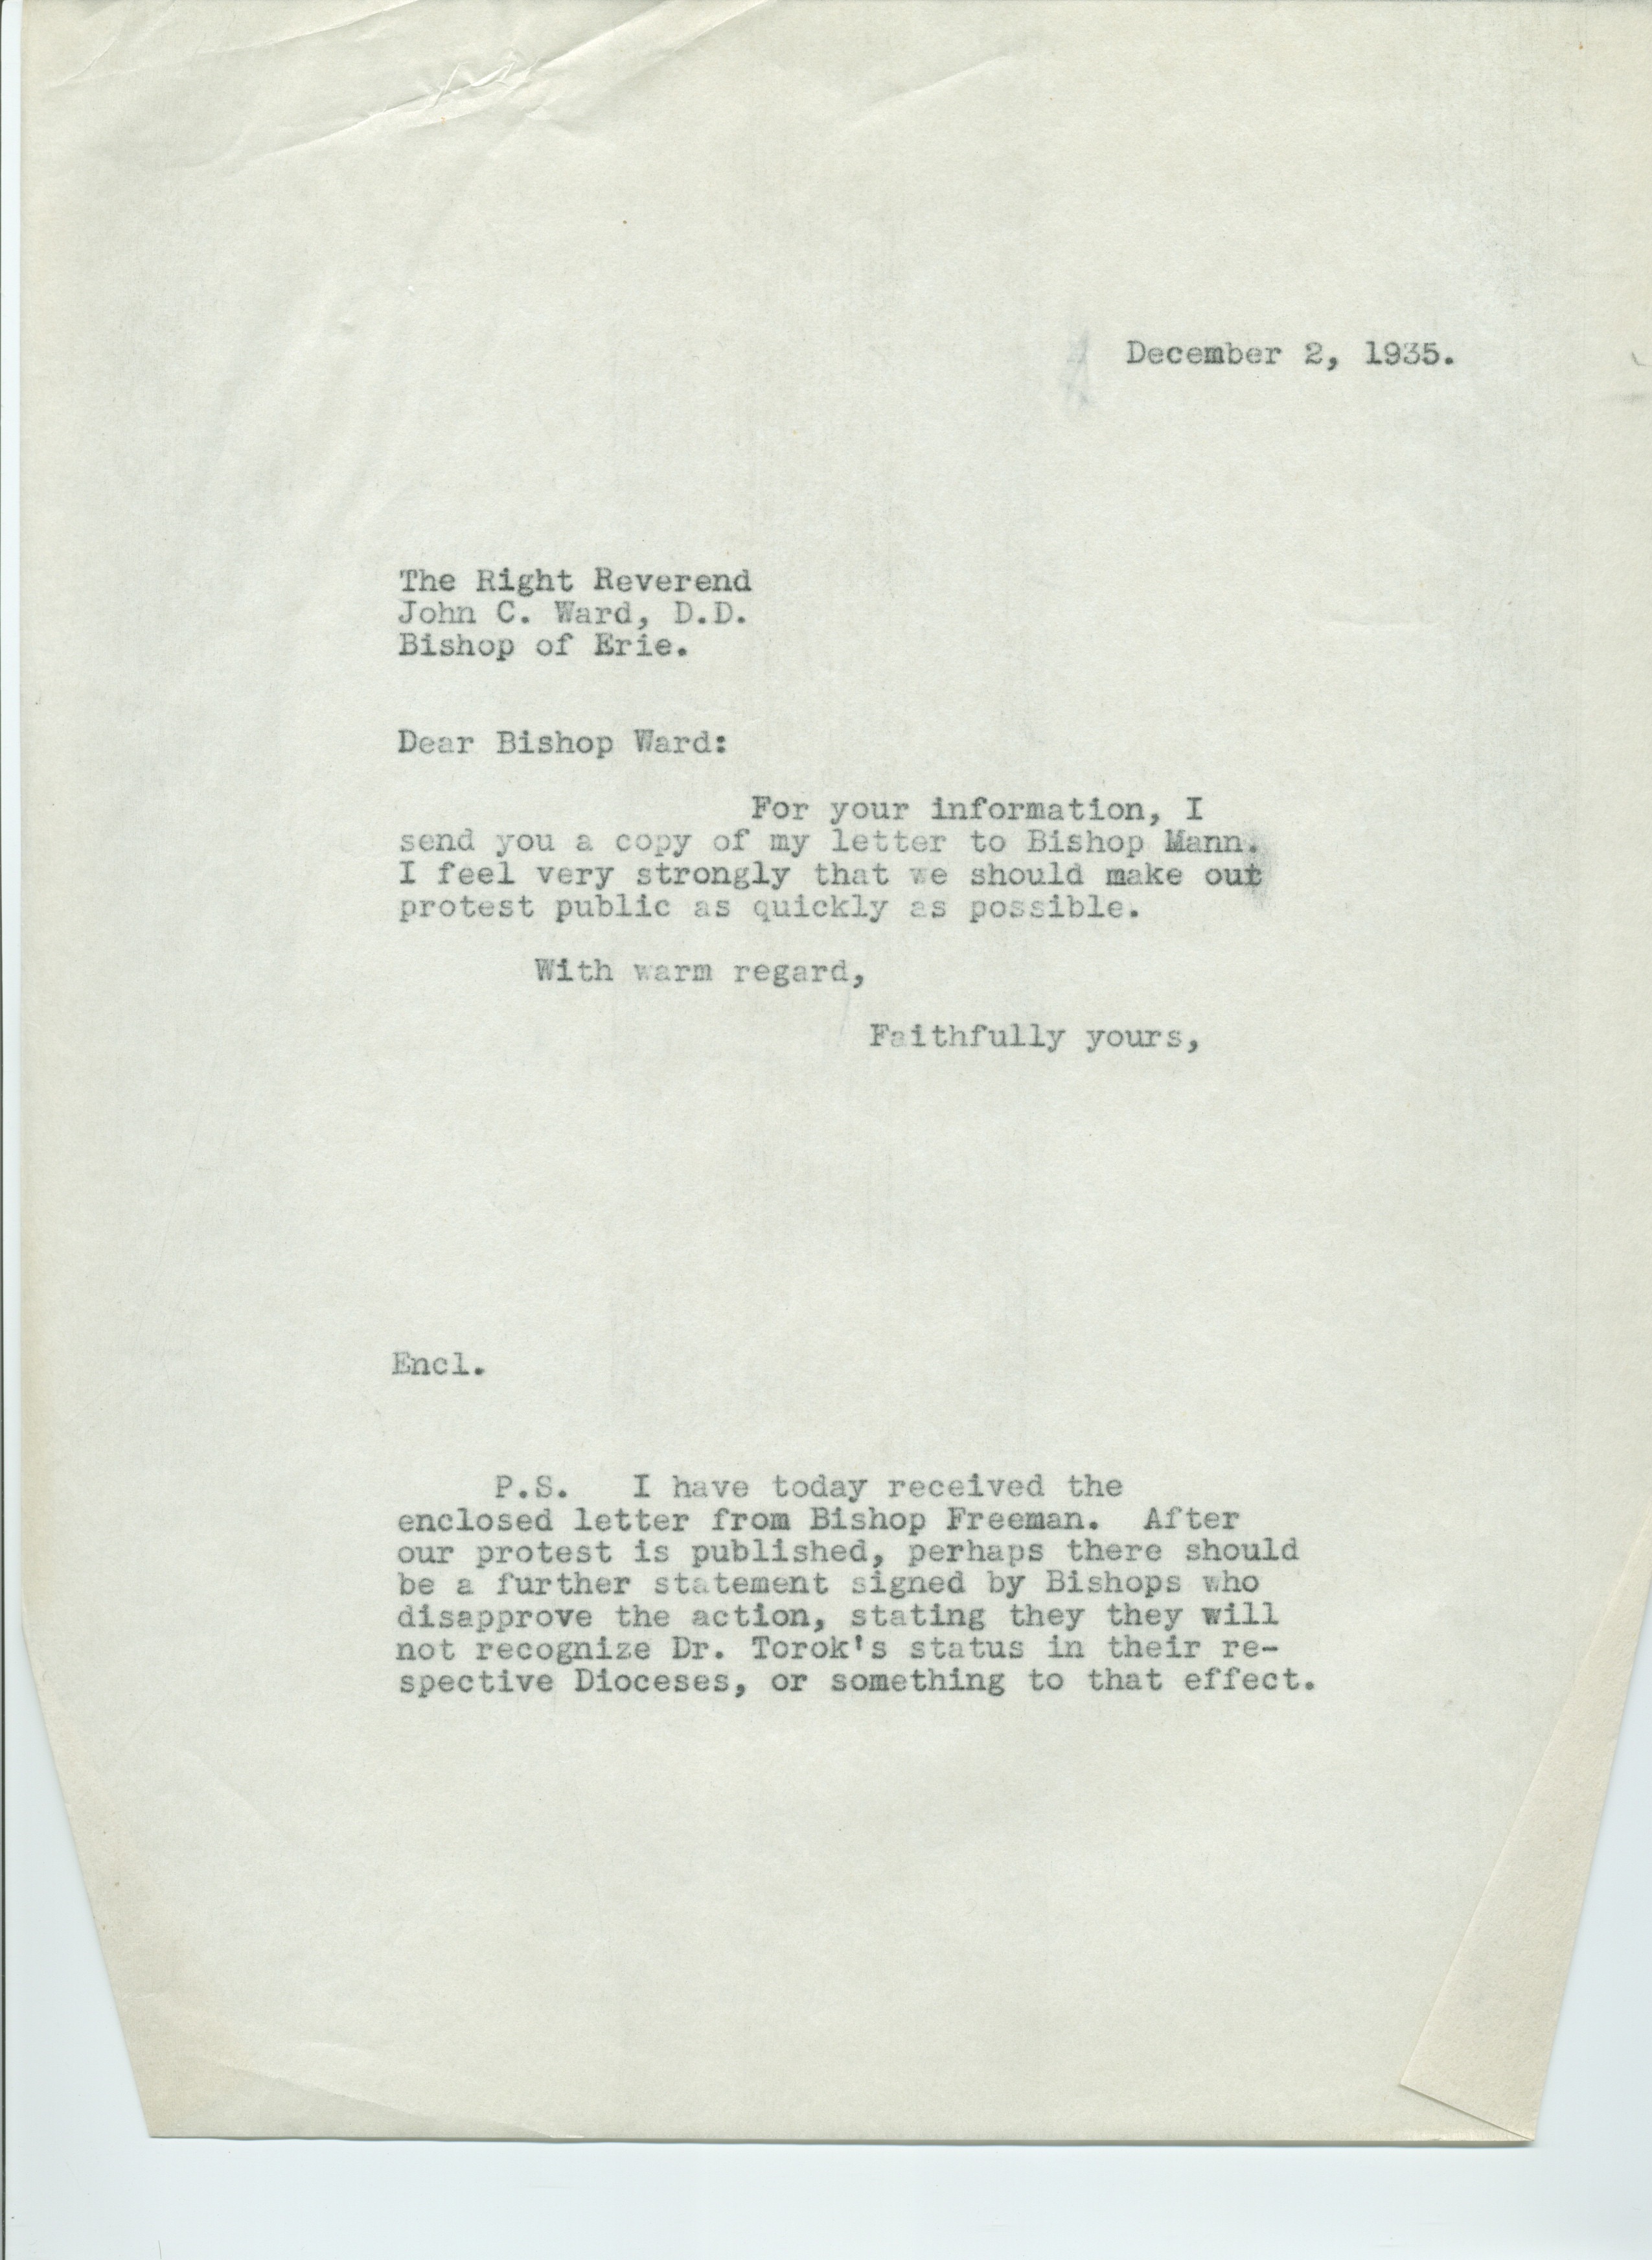 December 2, 1935.
The Right Reverend
John C. Ward, D.D.
Bishop of Erie.
Dear Bishop Ward:
For your information, I
send you a copy of my letter to Bishop Mann.
I feel very strongly that we should make out
protest public as quickly as possible.
With warm regard,
Faithfully yours,
Encl.
P.S. I have today received the
enclosed letter from Bishop Freeman. After
our protest is published, perhaps there should
be a further statement signed by Bishops who
disapprove the action, stating they they will
not recognize Dr. Torok's status in their re-
spective Dioceses, or something to that effect.